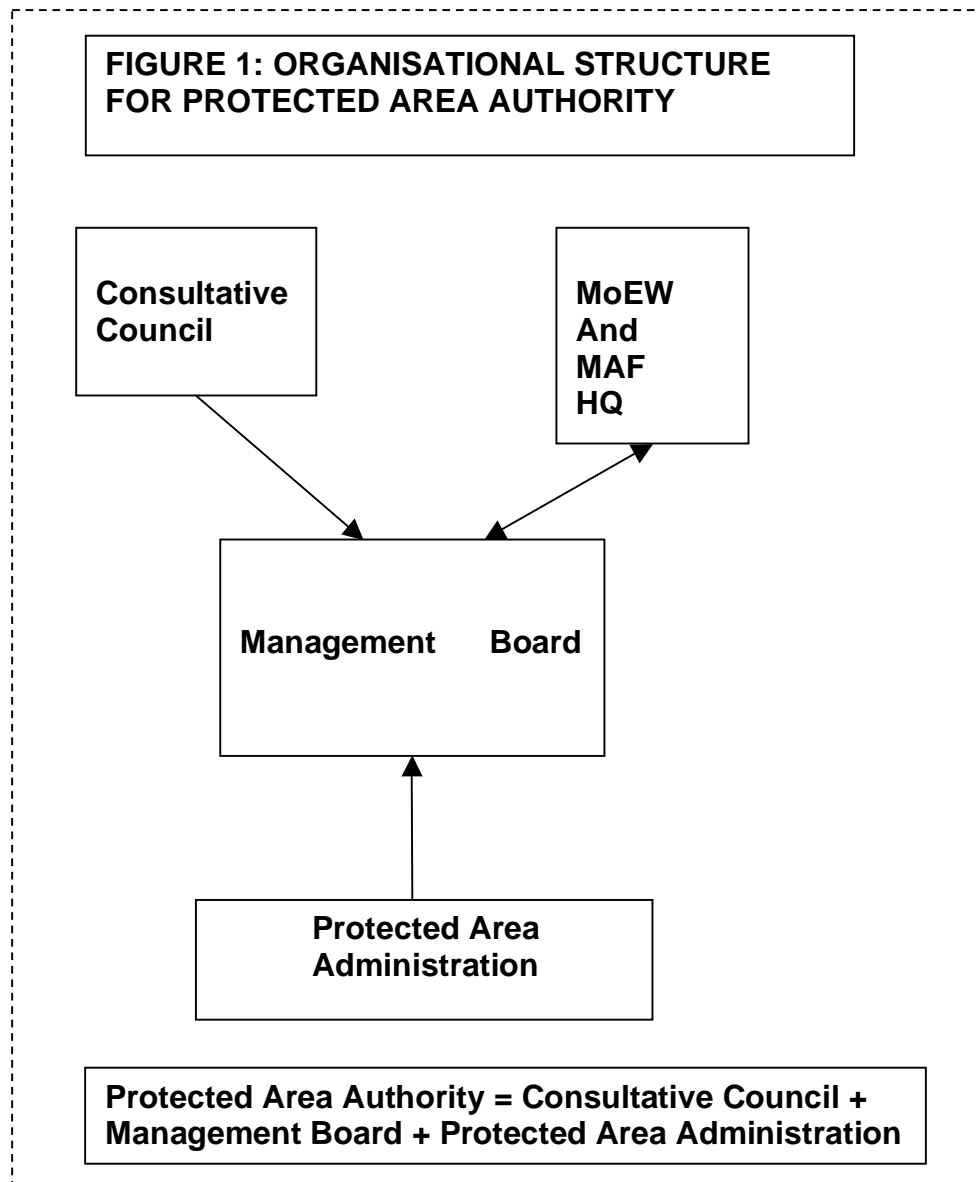 FIGURE 1: ORGANISATIONAL STRUCTURE
FOR PROTECTED AREA AUTHORITY
Consultative
Council
MoEW
And
MAF
HQ
Management Board
Protected Area
Administration
Protected Area Authority = Consultative Council +
Management Board + Protected Area Administration